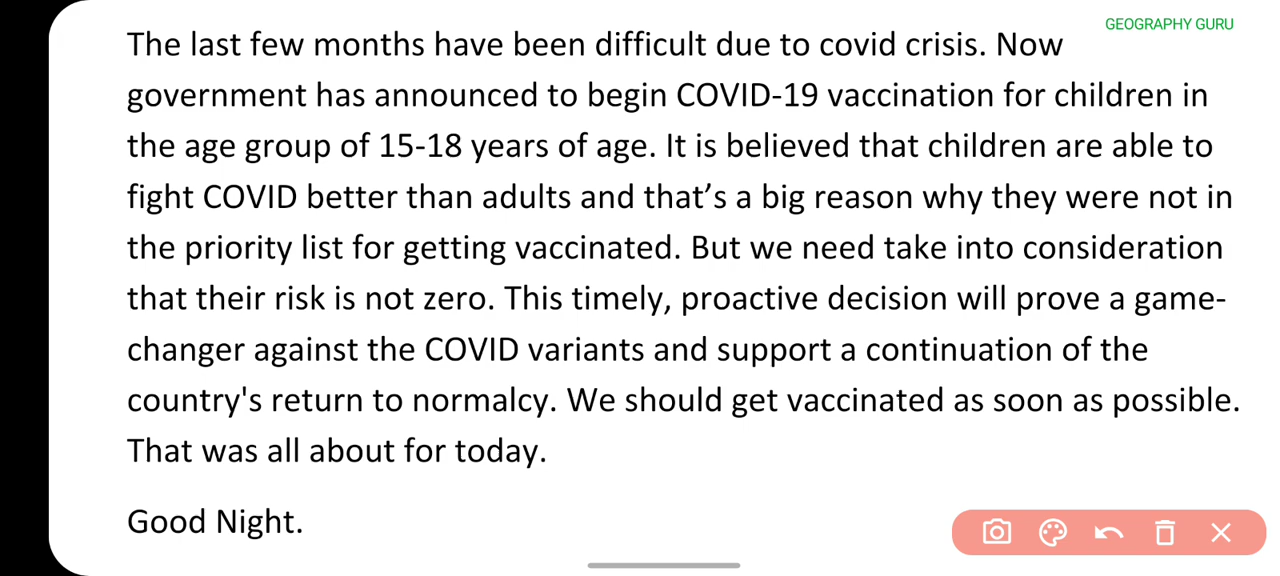 GEOGRAPHY GURU
The last few months have been difficult due to covid crisis. Now
government has announced to begin COVID-19 vaccination for children in
the age group of 15-18 years of age. It is believed that children are able to
fight COVID better than adults and that’s a big reason why they were not in
the priority list for getting vaccinated. But we need take into consideration
that their risk is not zero. This timely, proactive decision will prove a game-
changer against the COVID variants and support a continuation of the
country's return to normalcy. We should get vaccinated as soon as possible.
That was all about for today.
Good Night.